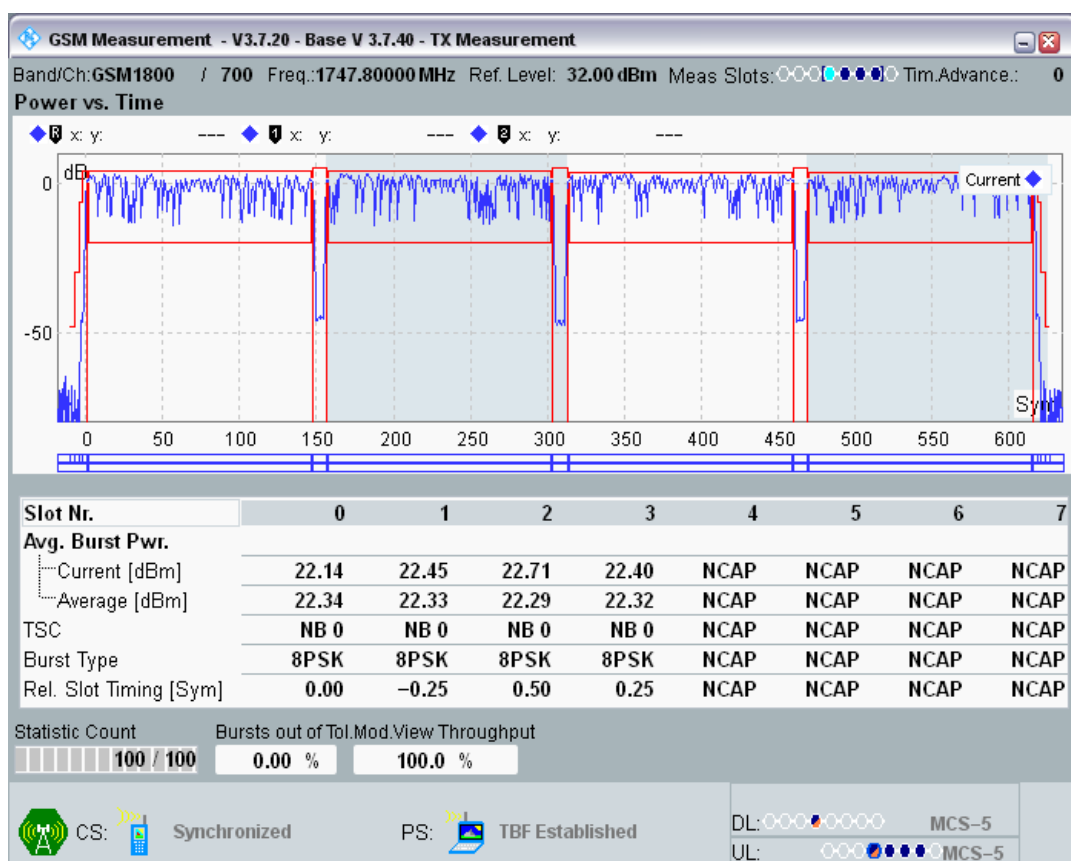 GSM Measurement - V3.7.20 - Base V 3.7.40 - TX Measurement
Band/Ch:GSM1800 / 700 Freq.:1747.80000 MHz Ref. Level: 32.00 dBm Meas Slots: Tim.Advance.: 0
Power vs. Time
R x: y: --- 1 x: y: --- 2 x: y: ---
dB
0
Current
-50
Sym
0 50 100 150 200 250 300 350 400 450 500 550 600
Slot Nr. 0 1 2 3 4 5 6 7
Avg. Burst Pwr.
Current [dBm] 22.14 22.45 22.71 22.40 NCAP NCAP NCAP NCAP
Average [dBm] 22.34 22.33 22.29 22.32 NCAP NCAP NCAP NCAP
TSC NB 0 NB 0 NB 0 NB 0 NCAP NCAP NCAP NCAP
Burst Type 8PSK 8PSK 8PSK 8PSK NCAP NCAP NCAP NCAP
Rel. Slot Timing [Sym] 0.00 −0.25 0.50 0.25 NCAP NCAP NCAP NCAP
Statistic Count Bursts out of Tol.Mod.View Throughput
100 / 100 0.00 % 100.0 %
CS: Synchronized PS: TBF Established
DL: MCS−5
UL: MCS−5